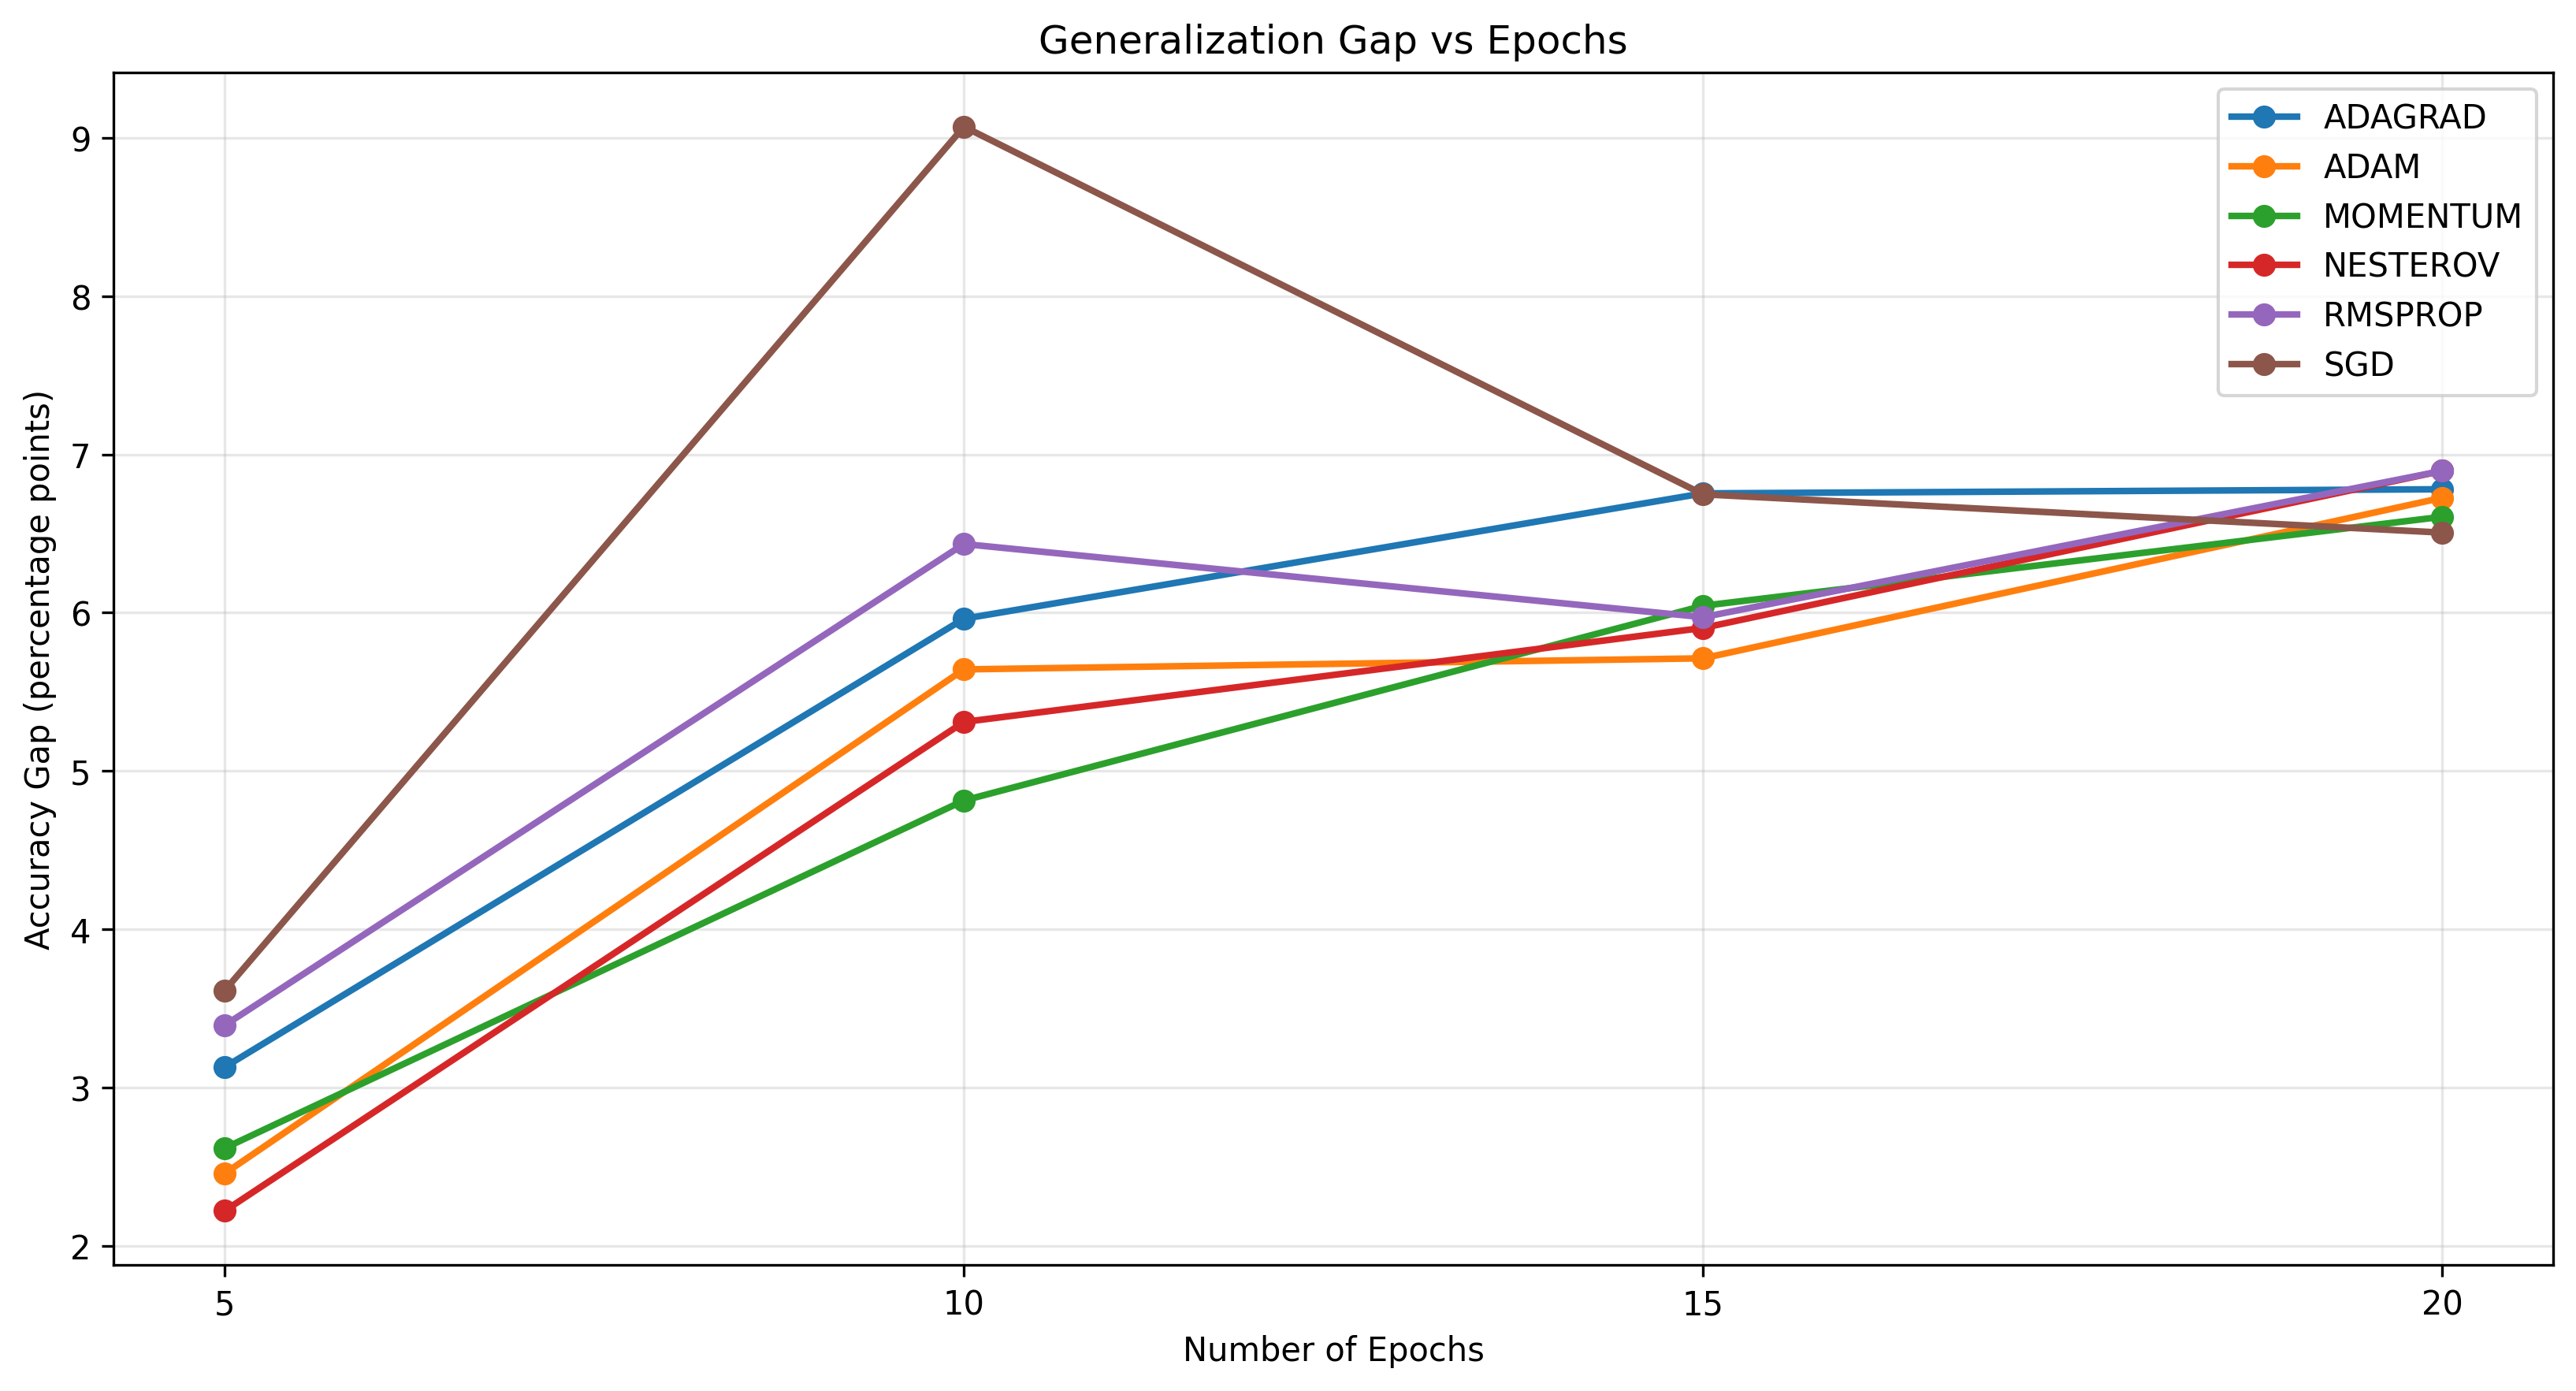 Generalization Gap vs Epochs
Accuracy Gap (percentage points)
9
8
7
6
5
4
3
2
5
10
15
20
Number of Epochs
ADAGRAD
ADAM
MOMENTUM
NESTEROV
RMSPROP
SGD